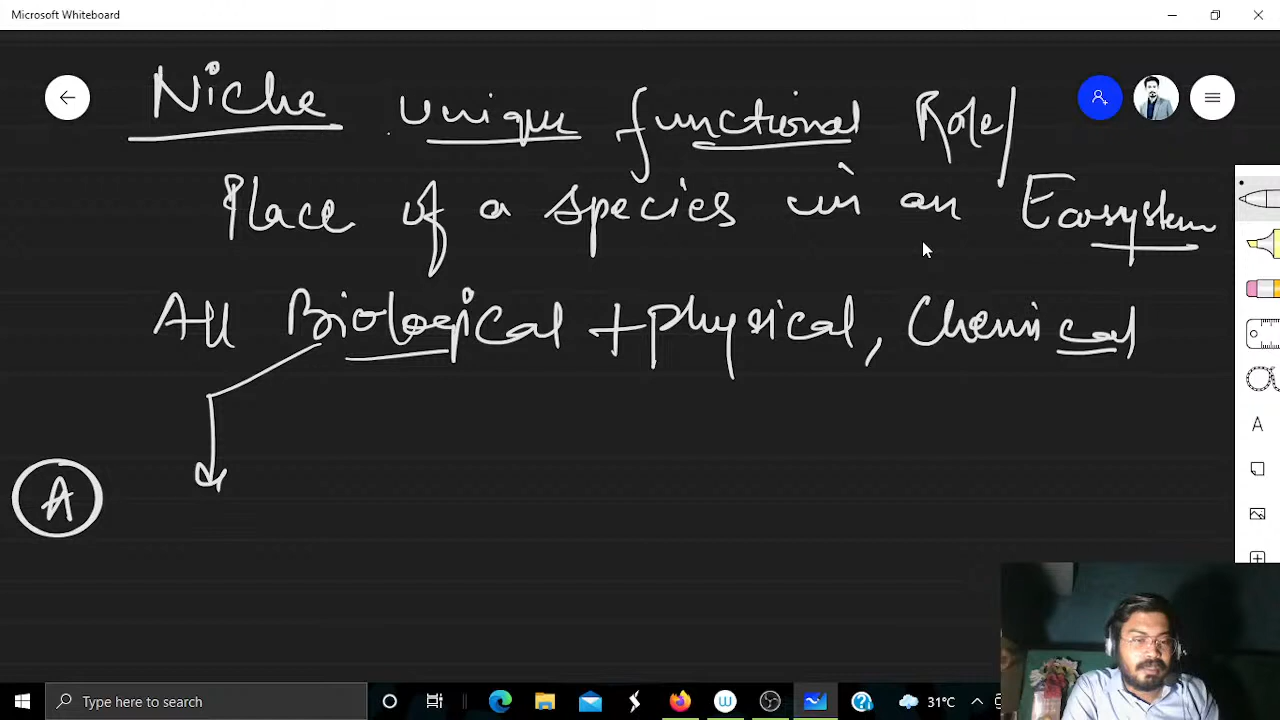 Microsoft Whiteboard
Niche unique functional Role/
Place of a species in an Ecosystem
All Biological + physical, Chemical
A
A
Type here to search
31°C